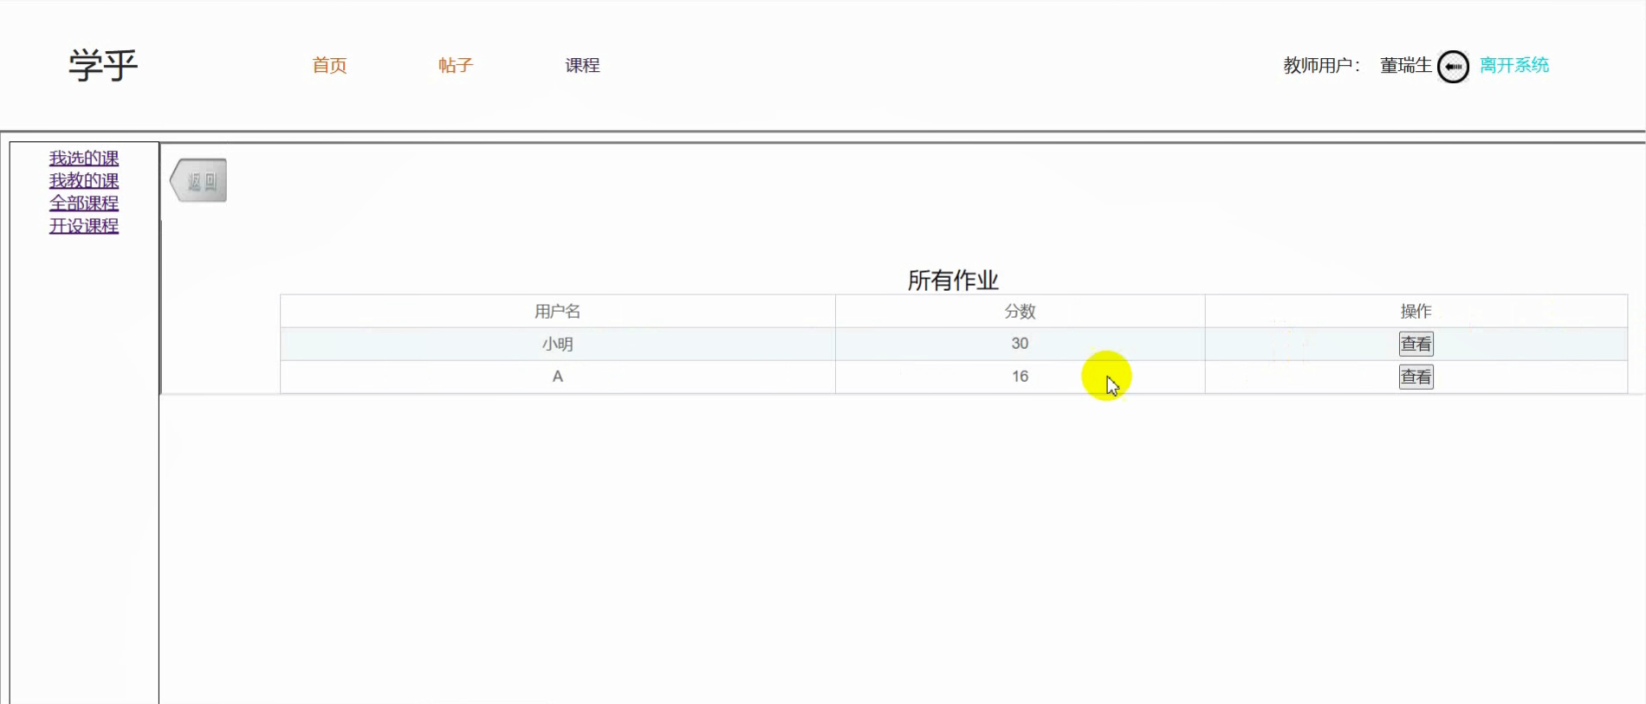 学乎 首页 帖子 课程 教师用户： 董瑞生 离开系统
我选的课
我教的课
全部课程
开设课程
返回
所有作业
用户名 分数 操作
小明 30 查看
A 16 查看